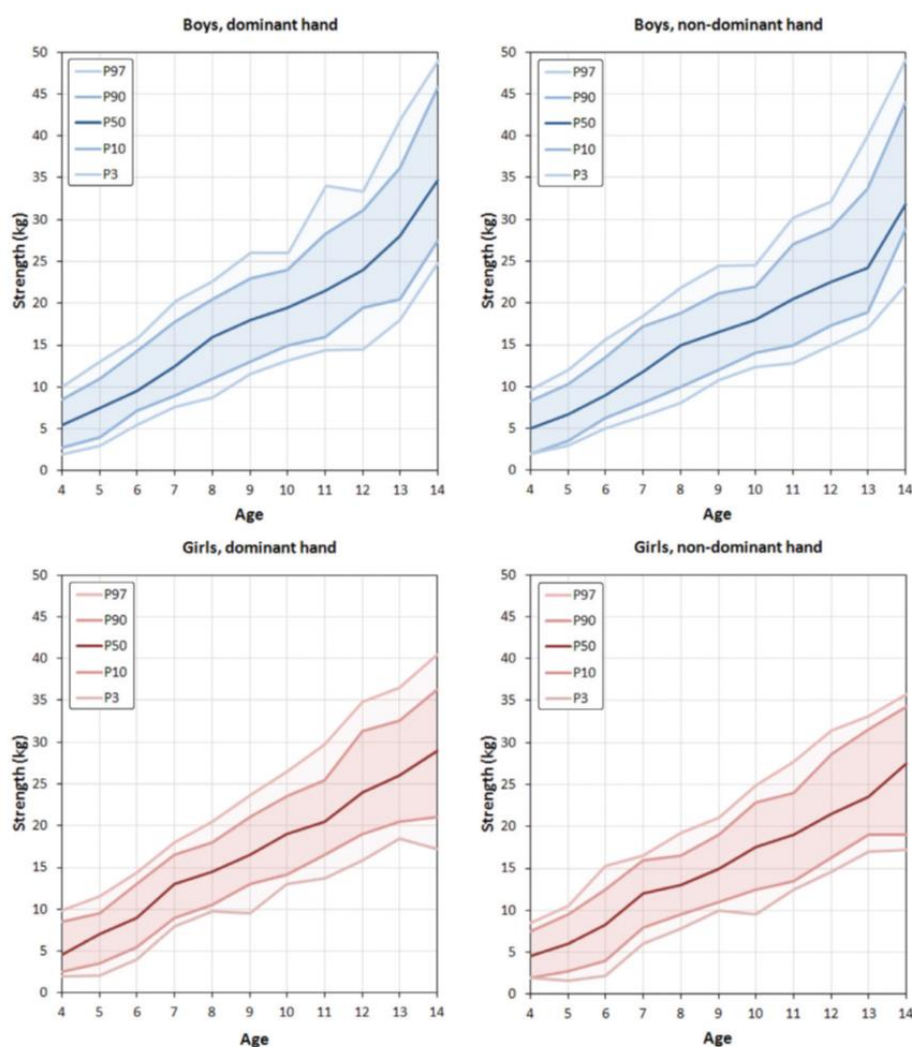 Boys, dominant hand
50
45
40
35
30
25
20
15
10
5
0
Strength (kg)
P97
P90
P50
P10
P3
4 5 6 7 8 9 10 11 12 13 14
Age
Boys, non-dominant hand
50
45
40
35
30
25
20
15
10
5
0
Strength (kg)
P97
P90
P50
P10
P3
4 5 6 7 8 9 10 11 12 13 14
Age
Girls, dominant hand
50
45
40
35
30
25
20
15
10
5
0
Strength (kg)
P97
P90
P50
P10
P3
4 5 6 7 8 9 10 11 12 13 14
Age
Girls, non-dominant hand
50
45
40
35
30
25
20
15
10
5
0
Strength (kg)
P97
P90
P50
P10
P3
4 5 6 7 8 9 10 11 12 13 14
Age